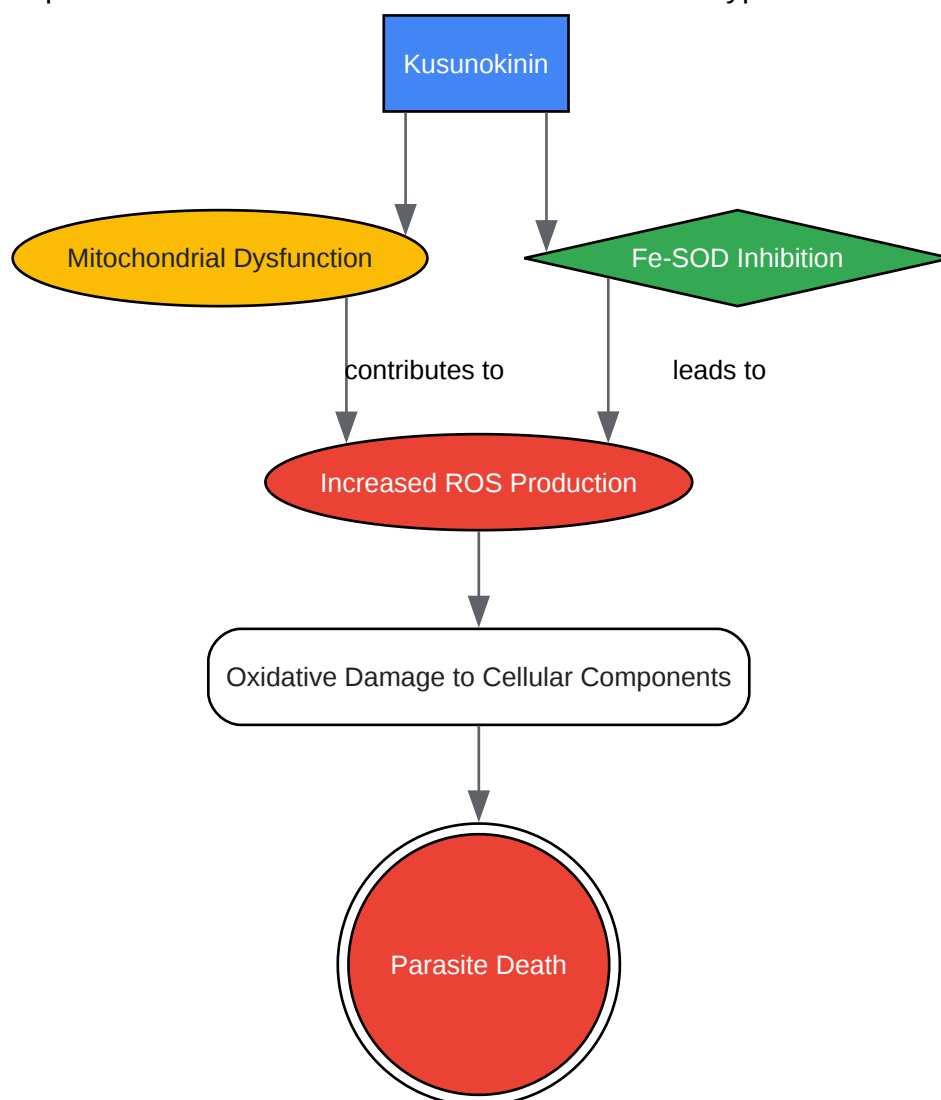 Kusunokinin
Mitochondrial Dysfunction
Fe-SOD Inhibition
contributes to
leads to
Increased ROS Production
Oxidative Damage to Cellular Components
Parasite Death